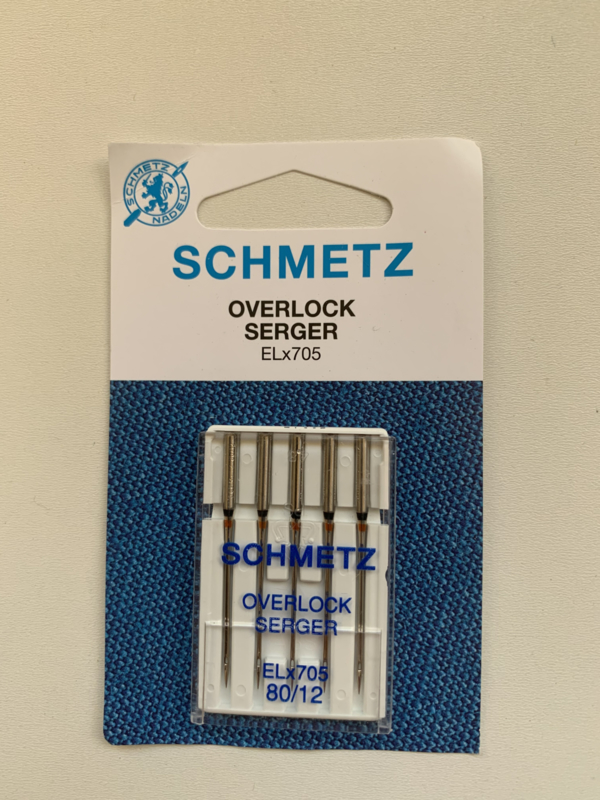 SCHMETZ
NADELN
SCHMETZ
OVERLOCK
SERGER
ELx705
SCHMETZ
OVERLOCK
SERGER
ELx705
80/12